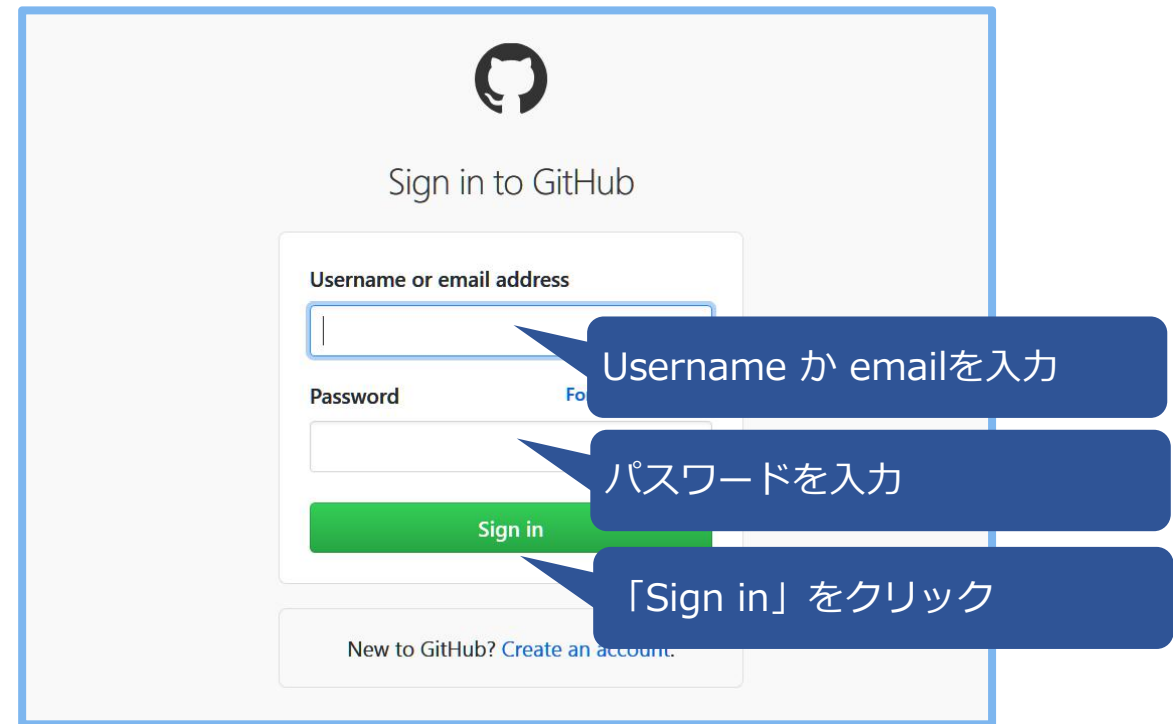 Sign in to GitHub
Username or email address
Username か emailを入力
Password
パスワードを入力
Sign in
「Sign in」をクリック
New to GitHub? Create an account.